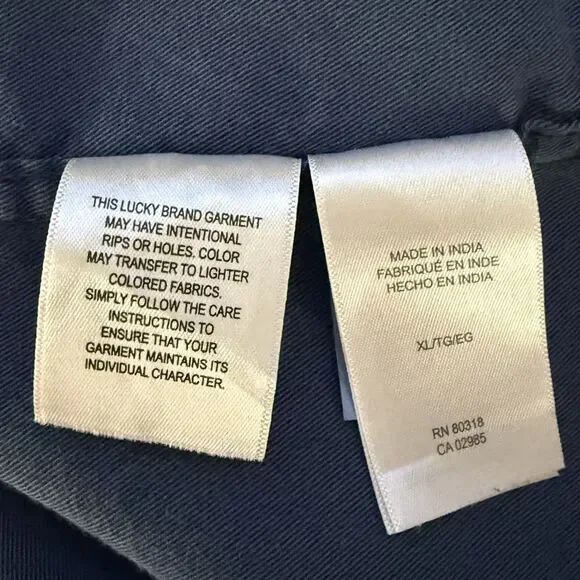 THIS LUCKY BRAND GARMENT
MAY HAVE INTENTIONAL
RIPS OR HOLES. COLOR
MAY TRANSFER TO LIGHTER
COLORED FABRICS.
SIMPLY FOLLOW THE CARE
INSTRUCTIONS TO
ENSURE THAT YOUR
GARMENT MAINTAINS ITS
INDIVIDUAL CHARACTER.
MADE IN INDIA
FABRIQUÉ EN INDE
HECHO EN INDIA
XL/TG/EG
RN 80318
CA 02985